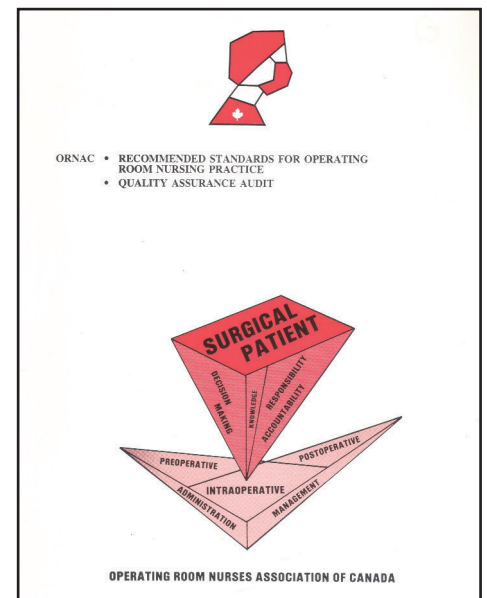 ORNAC • RECOMMENDED STANDARDS FOR OPERATING
ROOM NURSING PRACTICE
• QUALITY ASSURANCE AUDIT
SURGICAL
PATIENT
DECISION
MAKING
KNOWLEDGE
RESPONSIBILITY
ACCOUNTABILITY
PREOPERATIVE
POSTOPERATIVE
INTRAOPERATIVE
ADMINISTRATION
MANAGEMENT
OPERATING ROOM NURSES ASSOCIATION OF CANADA